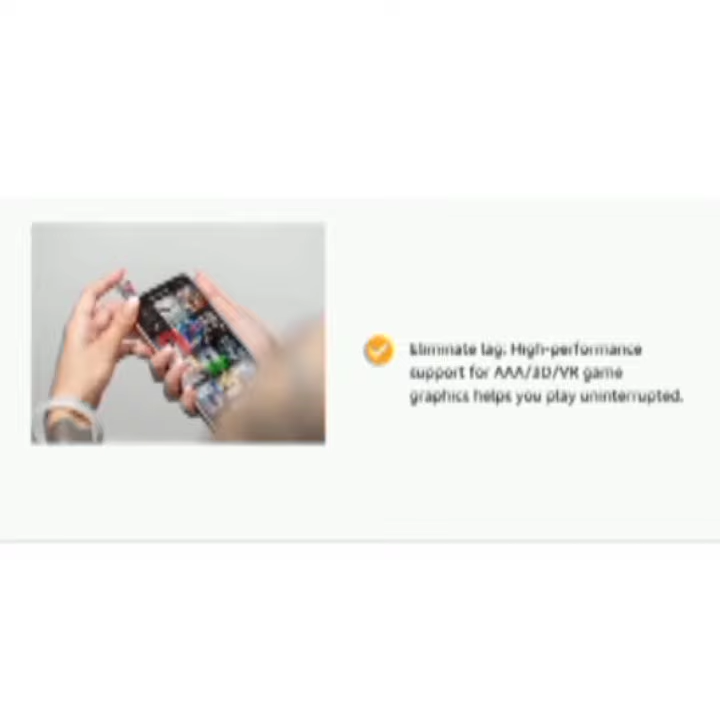 Eliminate lag: High-performance
support for AAA/3D/VR game
graphics helps you play uninterrupted.